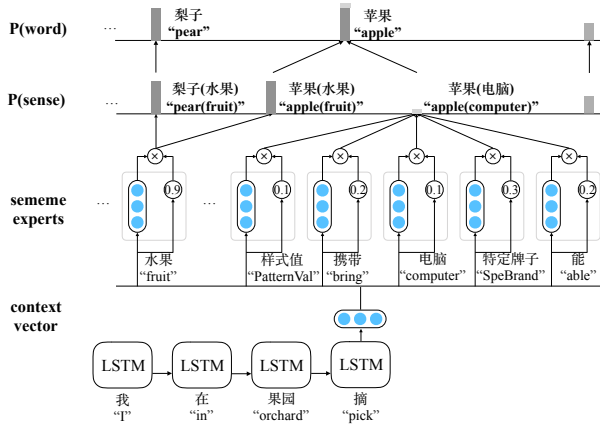 P(word)
...
梨子
"pear"
苹果
"apple"
P(sense)
...
梨子(水果)
"pear(fruit)"
苹果(水果)
"apple(fruit)"
苹果(电脑)
"apple(computer)"
× × × × × ×
sememe
experts
...
0.9
...
0.1
0.2
0.1
0.3
0.2
水果
“fruit”
样式值
“PatternVal”
携带
“bring”
电脑
“computer”
特定牌子
“SpeBrand”
能
“able”
context
vector
LSTM
LSTM
LSTM
LSTM
我
“I”
在
“in”
果园
“orchard”
摘
“pick”